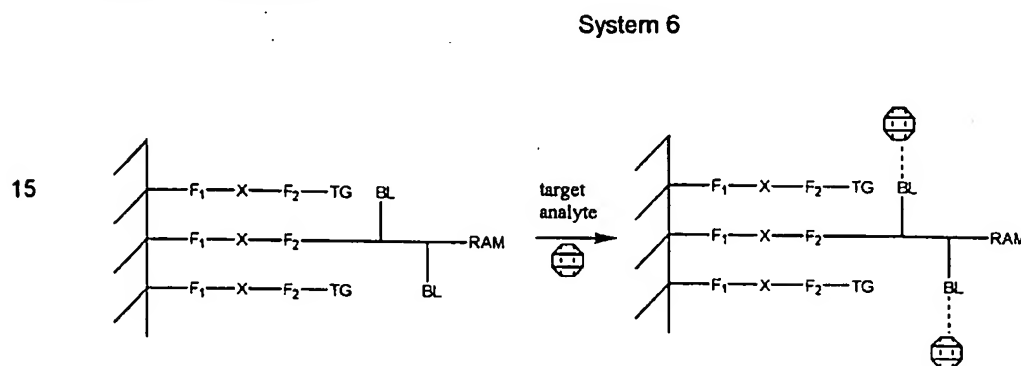 System 6
15
F₁—X—F₂—TG
BL
F₁—X—F₂
RAM
F₁—X—F₂—TG
BL
target
analyte
F₁—X—F₂—TG
BL
F₁—X—F₂
RAM
F₁—X—F₂—TG
BL